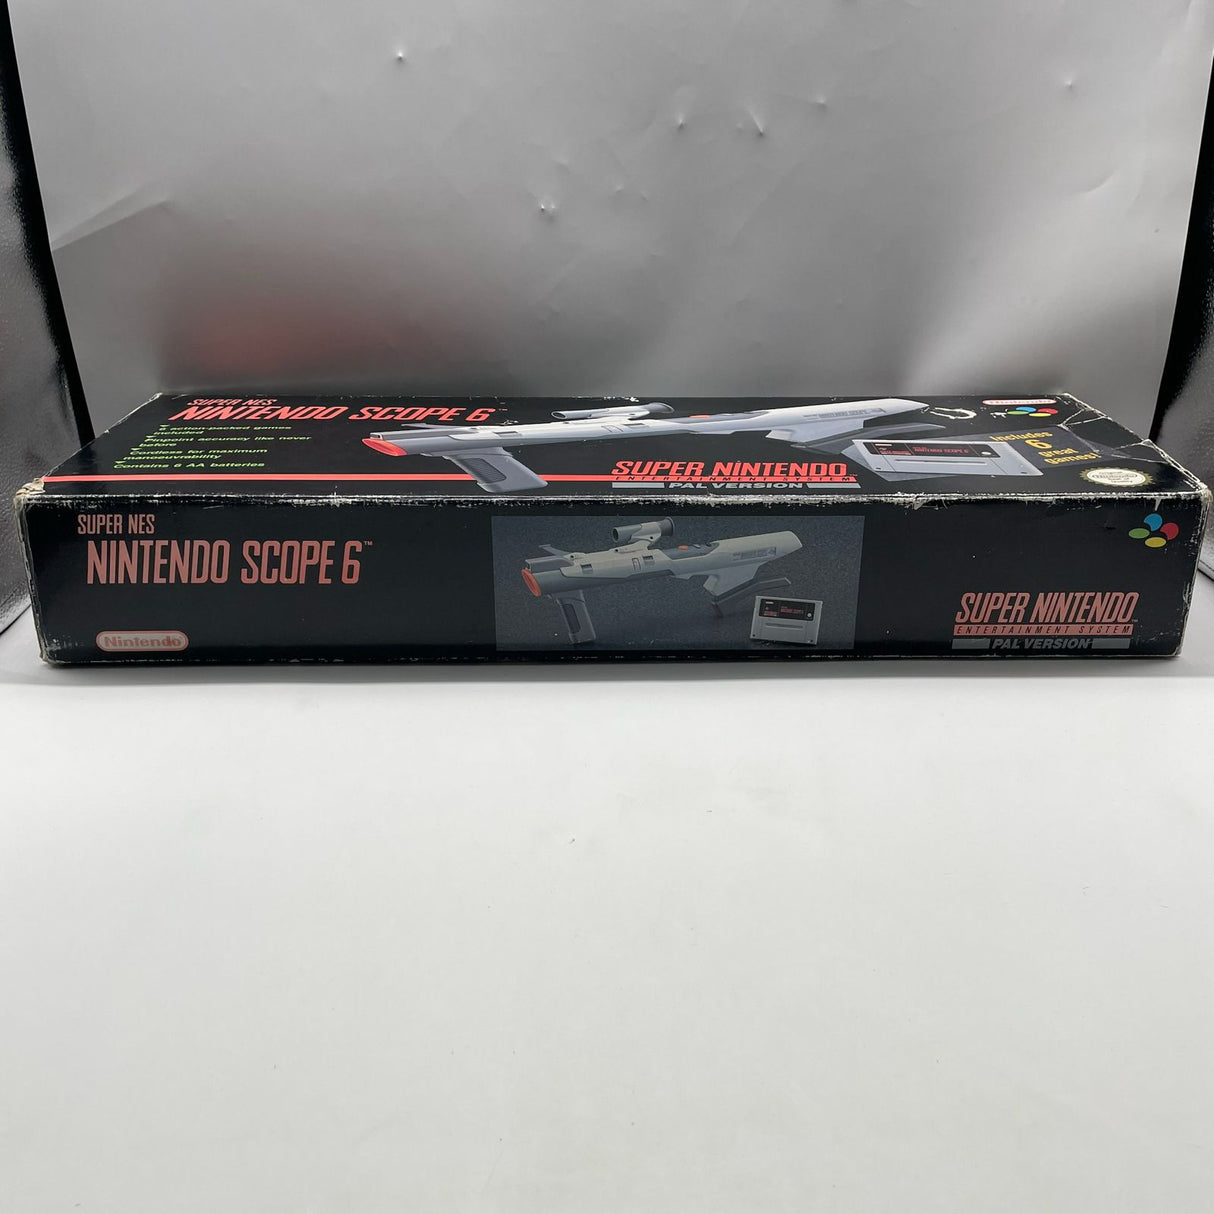 SUPER NES
NINTENDO SCOPE 6™
6 action-packed games
included
Pinpoint accuracy like never
before
Cordless for maximum
manoeuvrability
Contains 6 AA batteries
Nintendo
Includes
6
great
games!
SUPER NINTENDO
ENTERTAINMENT SYSTEM
PAL VERSION
SUPER NES
NINTENDO SCOPE 6™
Nintendo
SUPER NINTENDO™
ENTERTAINMENT SYSTEM
PAL VERSION